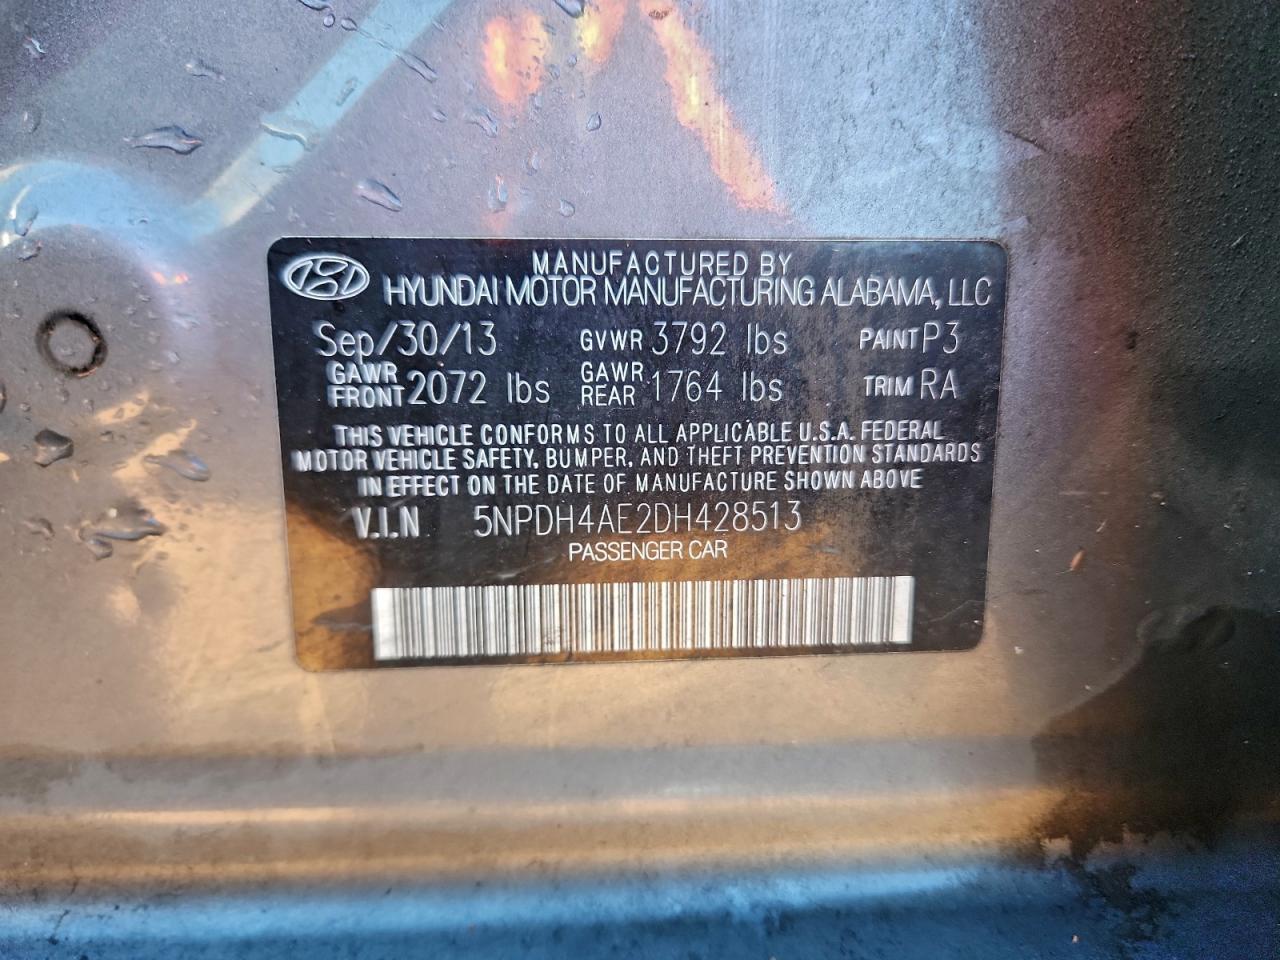 MANUFACTURED BY
HYUNDAI MOTOR MANUFACTURING ALABAMA, LLC
Sep/30/13 GVWR 3792 lbs PAINT P3
GAWR FRONT 2072 lbs GAWR REAR 1764 lbs TRIM RA
THIS VEHICLE CONFORMS TO ALL APPLICABLE U.S.A. FEDERAL
MOTOR VEHICLE SAFETY, BUMPER, AND THEFT PREVENTION STANDARDS
IN EFFECT ON THE DATE OF MANUFACTURE SHOWN ABOVE
V.I.N 5NPDH4AE2DH428513
PASSENGER CAR